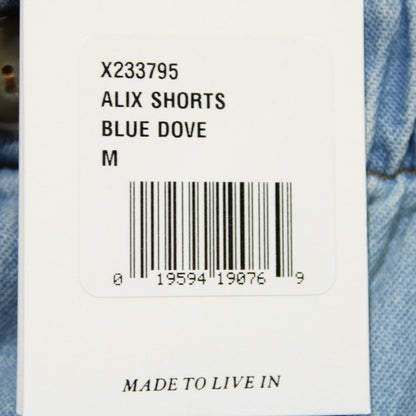 X233795
ALIX SHORTS
BLUE DOVE
M
0 19594 19076 9
MADE TO LIVE IN